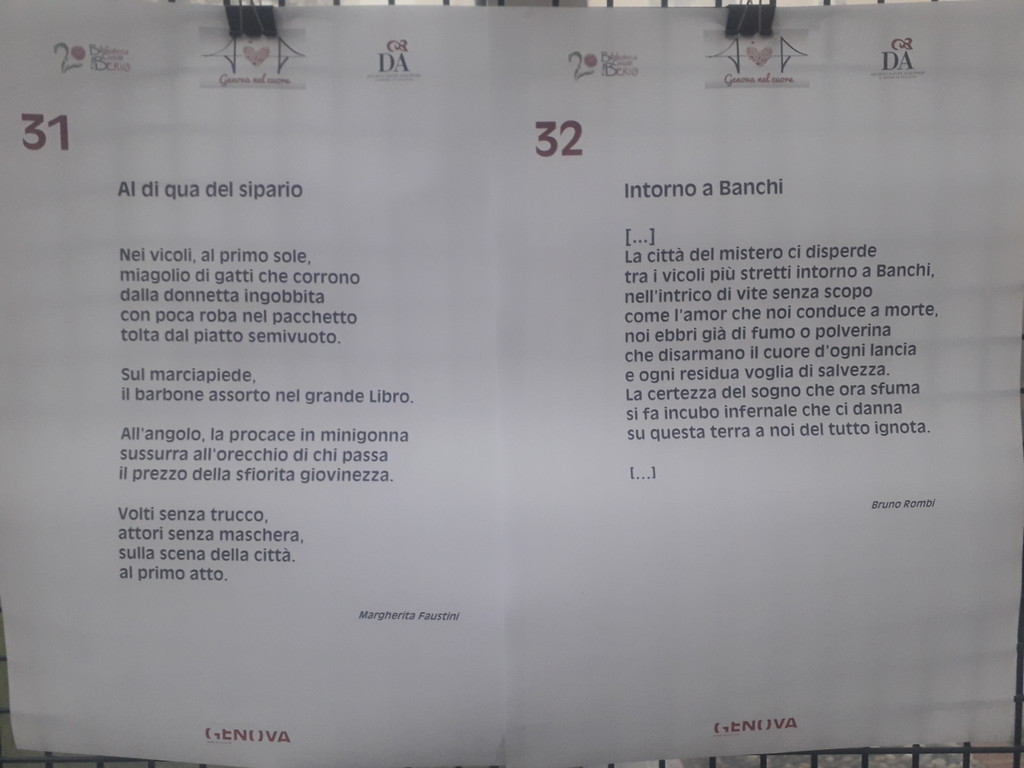 Biblioteca
BERIO
Genova nel cuore
DA
31
Al di qua del sipario
Nei vicoli, al primo sole,
miagolio di gatti che corrono
dalla donnetta ingobbita
con poca roba nel pacchetto
tolta dal piatto semivuoto.
Sul marciapiede,
il barbone assorto nel grande Libro.
All'angolo, la procace in minigonna
sussurra all'orecchio di chi passa
il prezzo della sfiorita giovinezza.
Volti senza trucco,
attori senza maschera,
sulla scena della città.
al primo atto.
Margherita Faustini
GENOVA
Biblioteca
BERIO
Genova nel cuore
DA
32
Intorno a Banchi
[...]
La città del mistero ci disperde
tra i vicoli più stretti intorno a Banchi,
nell'intrico di vite senza scopo
come l'amor che noi conduce a morte,
noi ebbri già di fumo o polverina
che disarmano il cuore d'ogni lancia
e ogni residua voglia di salvezza.
La certezza del sogno che ora sfuma
si fa incubo infernale che ci danna
su questa terra a noi del tutto ignota.
[...]
Bruno Rombi
GENOVA